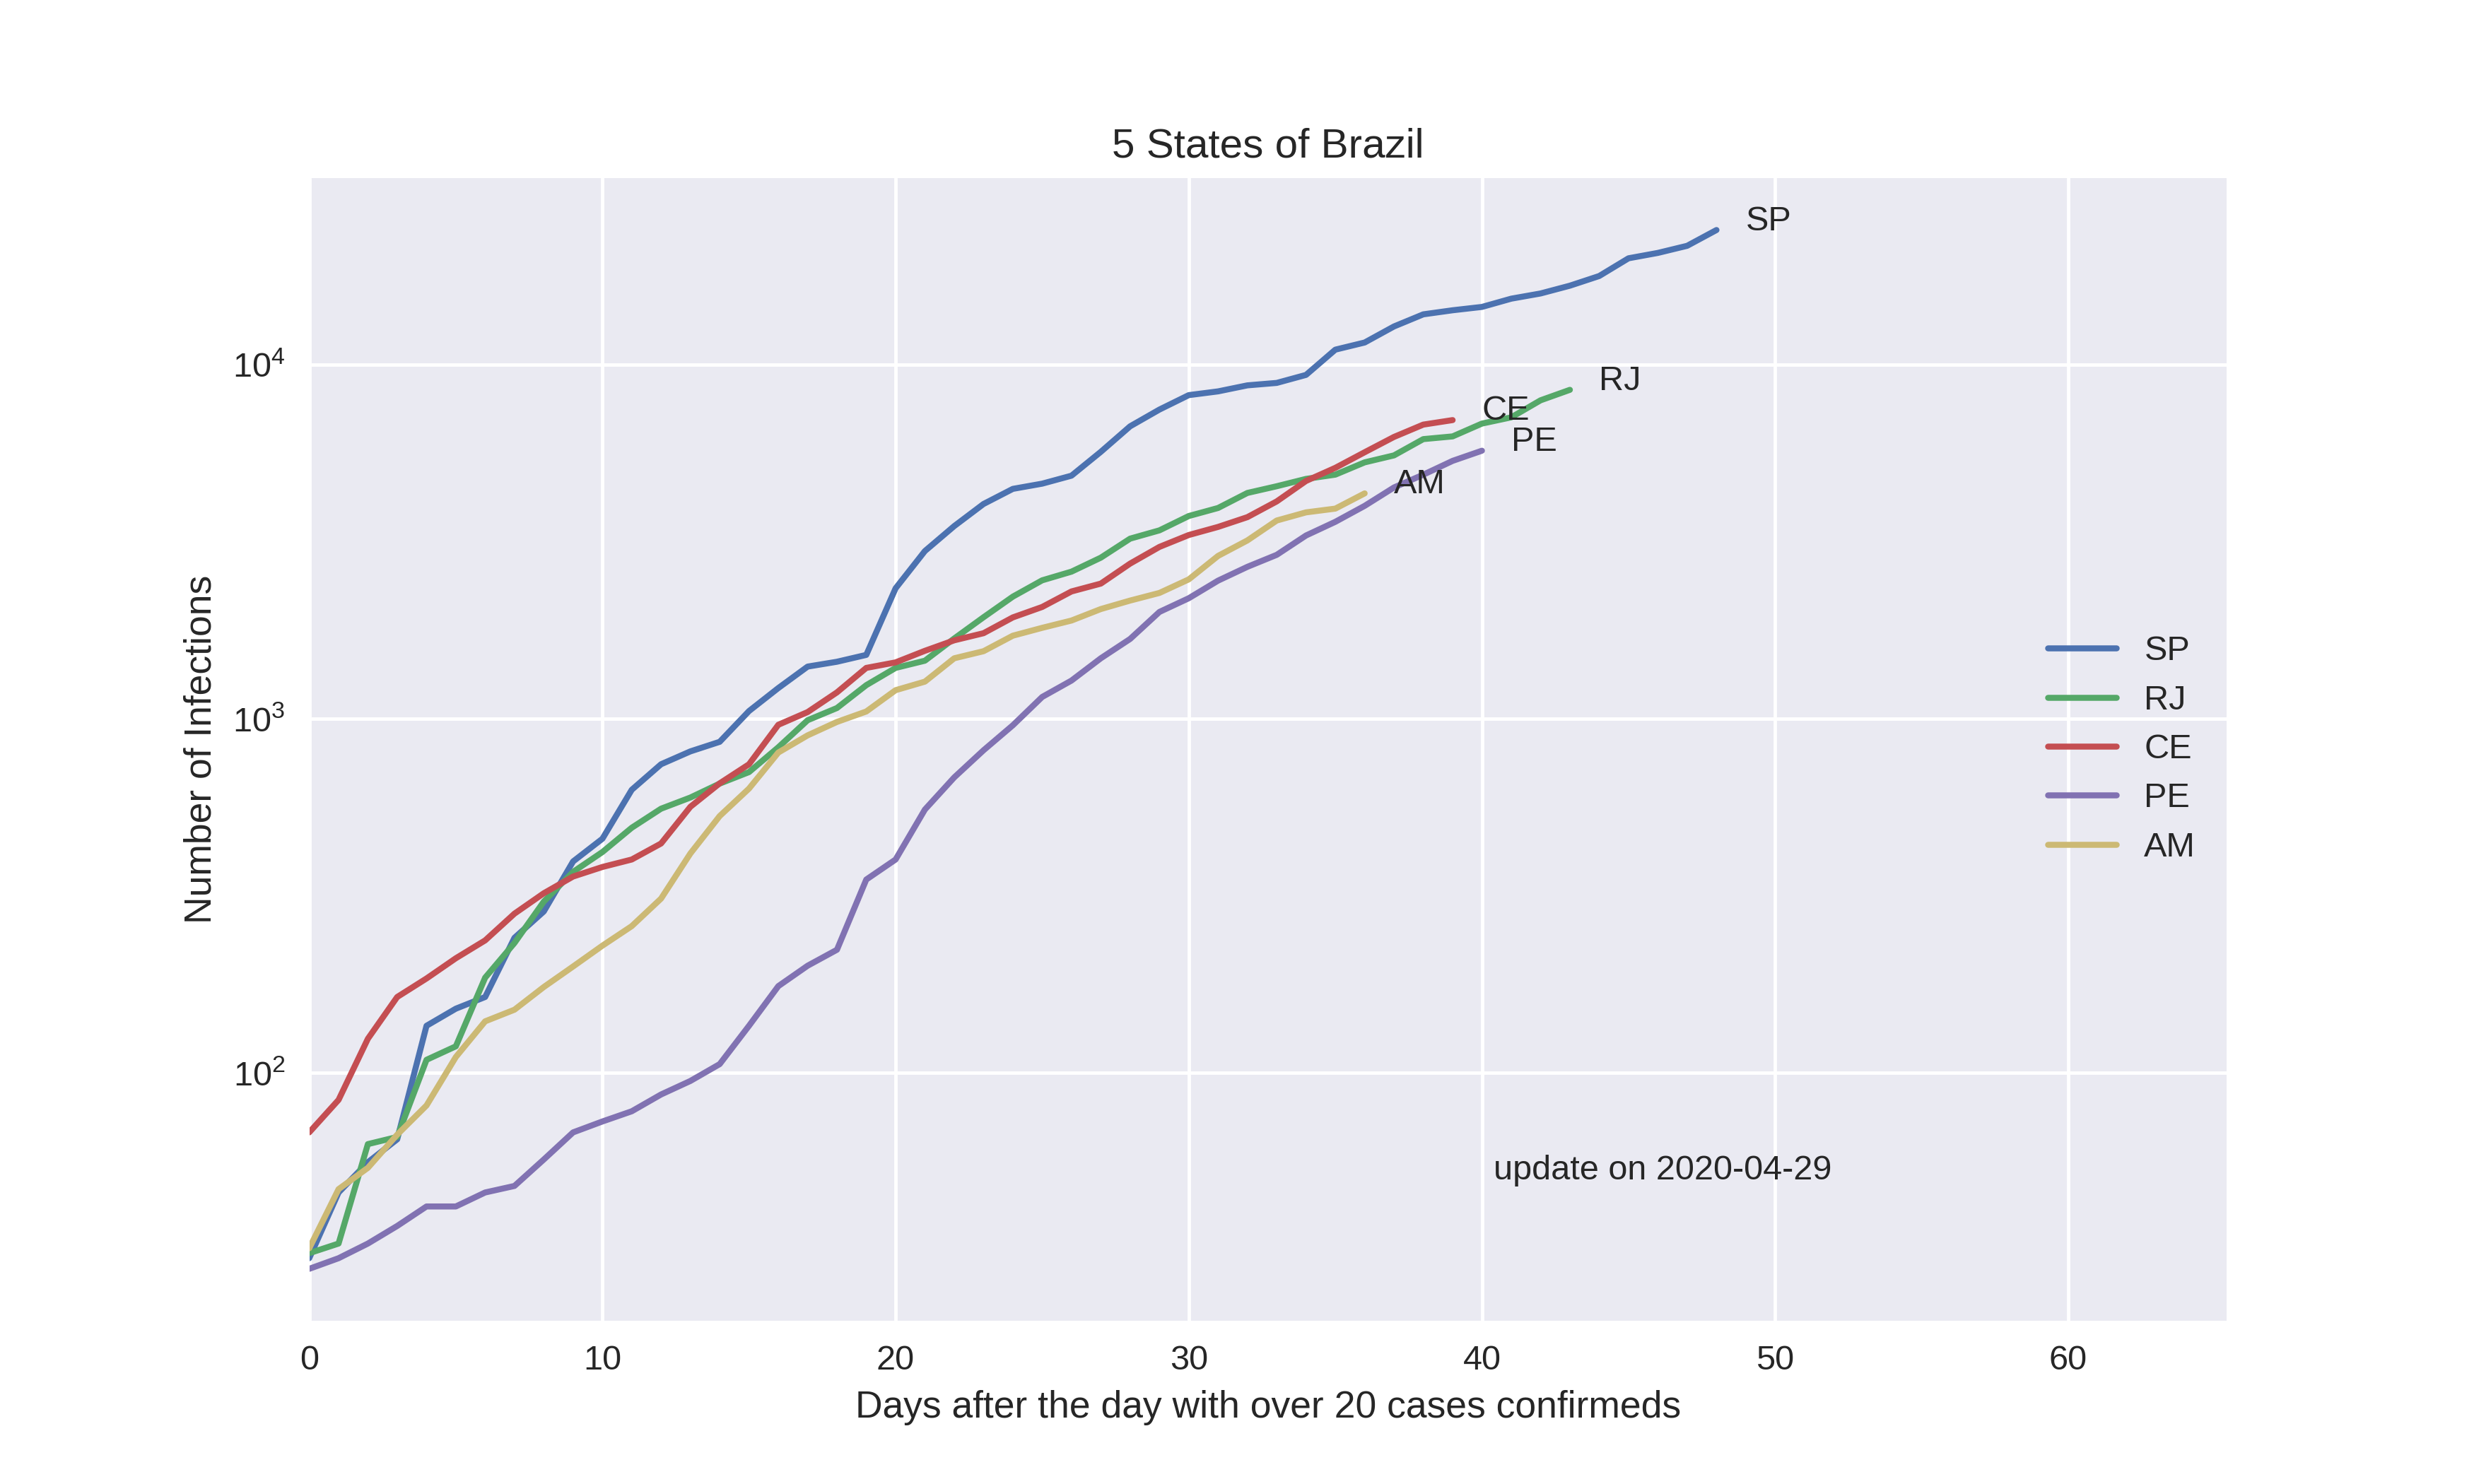 5 States of Brazil
SP
10^4
RJ
CE
PE
AM
Number of Infections
SP
RJ
10^3
CE
PE
AM
10^2
update on 2020-04-29
0 10 20 30 40 50 60
Days after the day with over 20 cases confirmeds